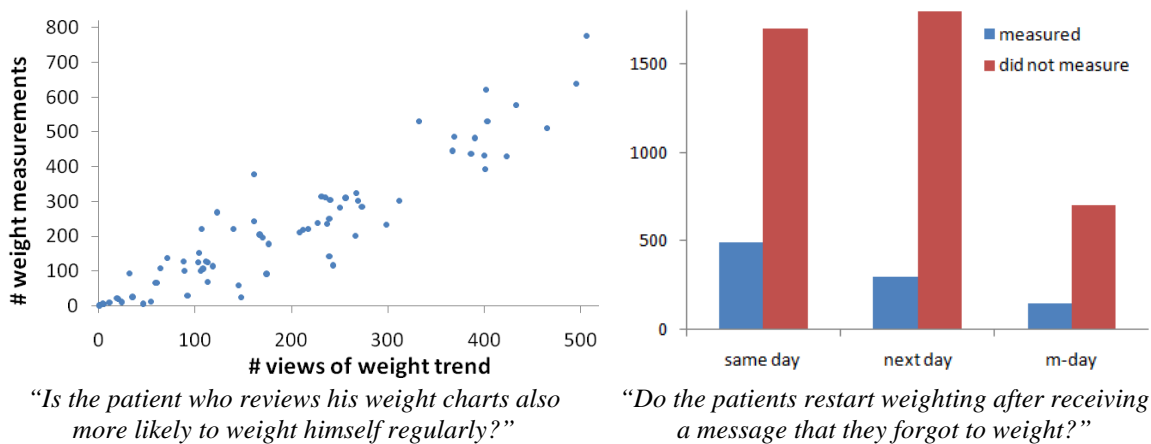 800
700
600
500
400
300
200
100
0
# weight measurements
0 100 200 300 400 500
# views of weight trend
“Is the patient who reviews his weight charts also
more likely to weight himself regularly?”
measured
did not measure
1500
1000
500
0
same day next day m-day
“Do the patients restart weighting after receiving
a message that they forgot to weight?”